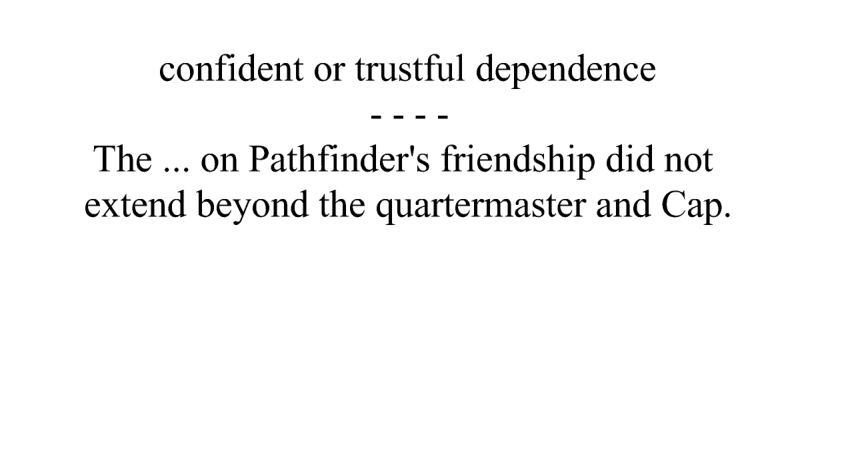 confident or trustful dependence
- - - -
The ... on Pathfinder's friendship did not
extend beyond the quartermaster and Cap.